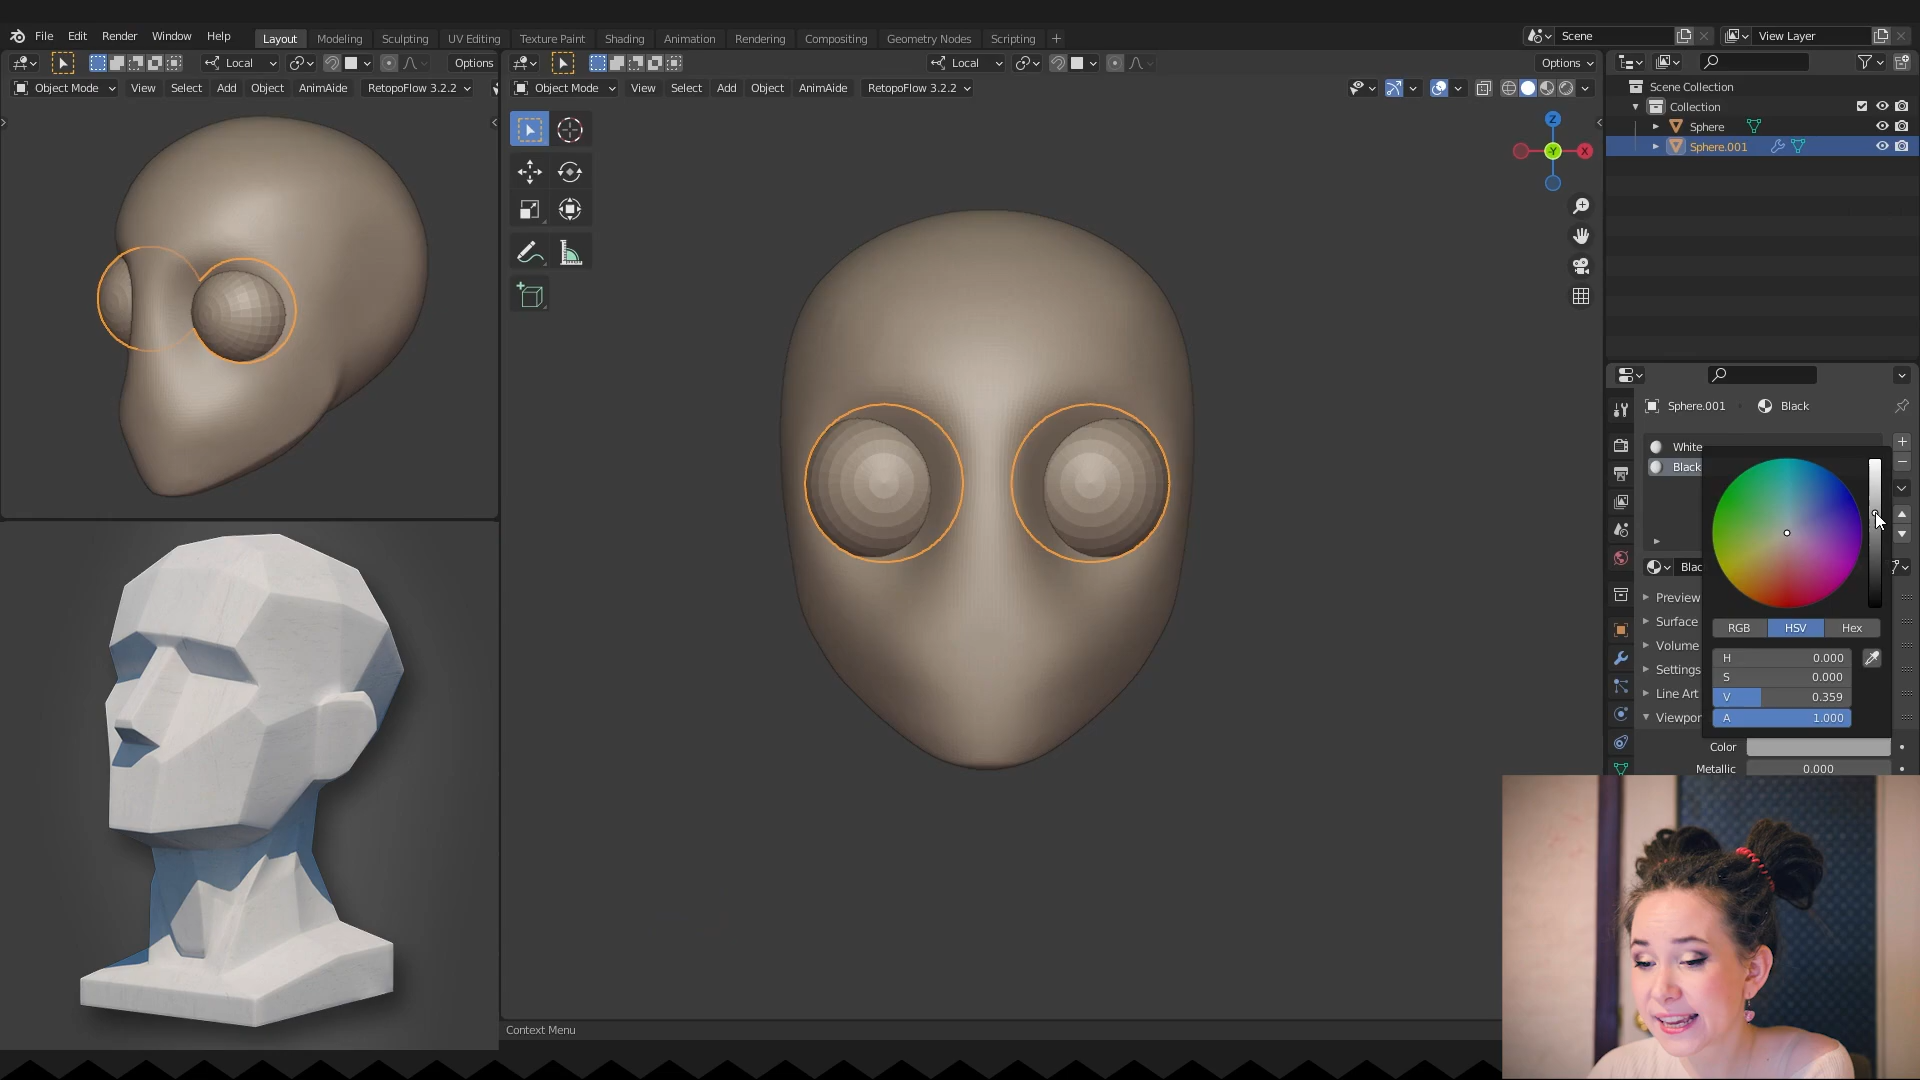 File Edit Render Window Help
Layout Modeling Sculpting UV Editing Texture Paint Shading Animation Rendering Compositing Geometry Nodes Scripting +
Scene
View Layer
Local
Options
Local
Options
Object Mode View Select Add Object AnimAide RetopoFlow 3.2.2
Object Mode View Select Add Object AnimAide RetopoFlow 3.2.2
Z
-Y
X
Scene Collection
Collection
Sphere
Sphere.001
Sphere.001
Black
White
Black
Blac
Preview
Surface
Volume
Settings
Line Art
Viewpor
RGB HSV Hex
H 0.000
S 0.000
V 0.359
A 1.000
Color
Metallic 0.000
Context Menu